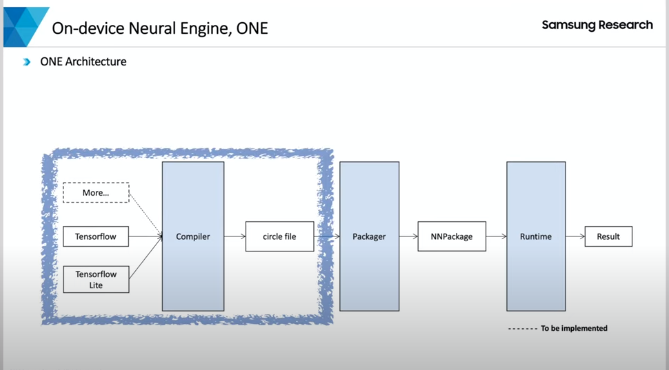 On-device Neural Engine, ONE
Samsung Research
ONE Architecture
More...
Tensorflow
Tensorflow
Lite
Compiler
circle file
Packager
NNPackage
Runtime
Result
To be implemented